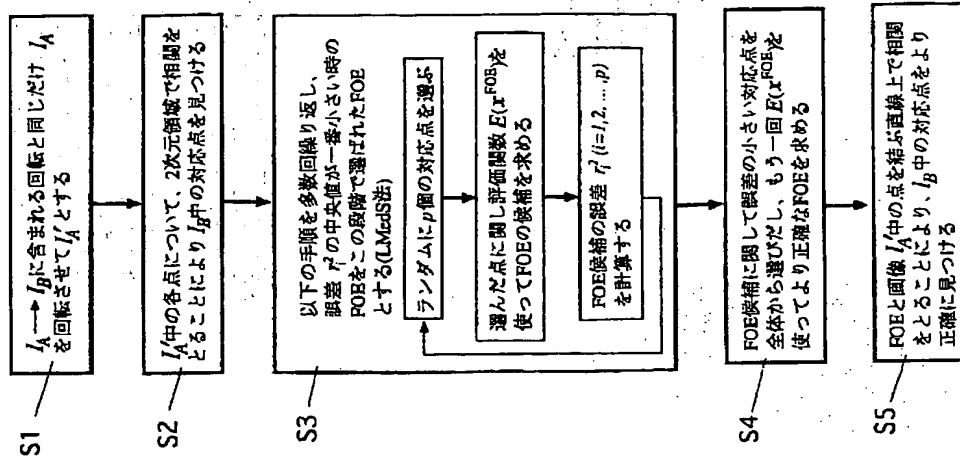 S1
I_A → I_Bに含まれる回転と同じだけ I_A
を回転させて I'_Aとする
S2
I'_A中の各点について、2次元領域で相関を
とることにより I_B中の対応点を見つける
S3
以下の手順を多数回繰り返し、
誤差 r_i^2 の中央値が一番小さい時の
FOEをこの段階で選ばれたFOE
とする(LMedS法)
ランダムにp個の対応点を選ぶ
選んだ点に関し評価関数 E(x^FOE)を
使ってFOEの候補を求める
FOE候補の誤差 r_i^2 (i=1,2,...,p)
を計算する
S4
FOE候補に関して誤差の小さい対応点を
全体から選びだし、もう一回 E(x^FOE)を
使ってより正確なFOEを求める
S5
FOEと画像 I'_A中の点を結ぶ直線上で相関
をとることにより、I_B中の対応点をより
正確に見つける